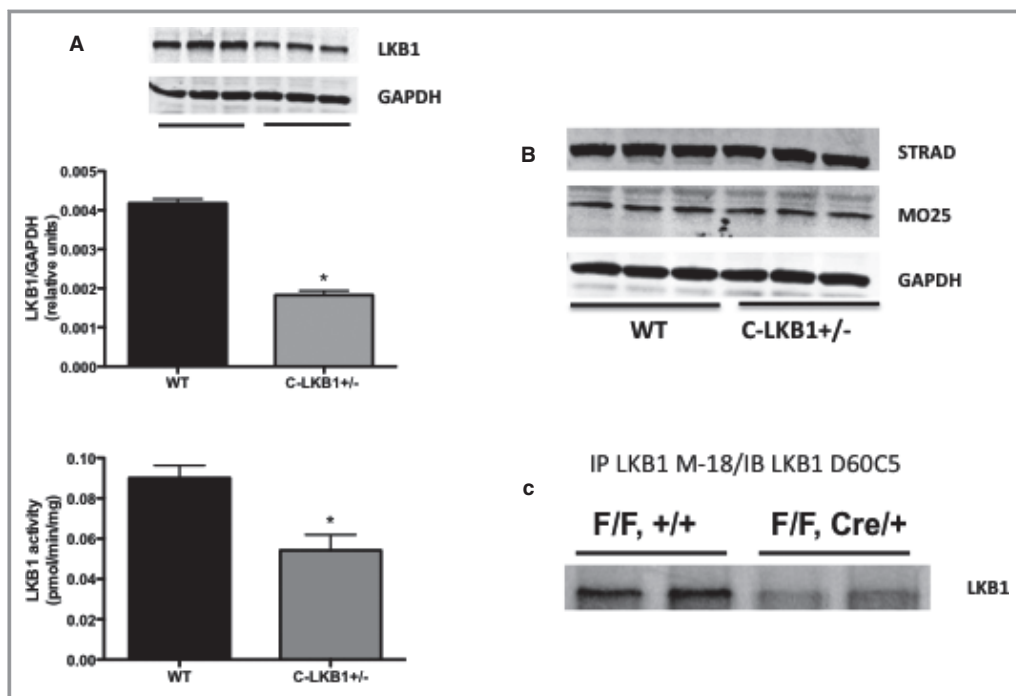 A
LKB1
GAPDH
LKB1/GAPDH
(relative units)
0.005
0.004
0.003
0.002
0.001
0.000
*
WT
C-LKB1+/-
LKB1 activity
(pmol/min/mg)
0.10
0.08
0.06
0.04
0.02
0.00
*
WT
C-LKB1+/-
B
STRAD
MO25
GAPDH
WT
C-LKB1+/-
C
IP LKB1 M-18/IB LKB1 D60C5
F/F, +/+
F/F, Cre/+
LKB1